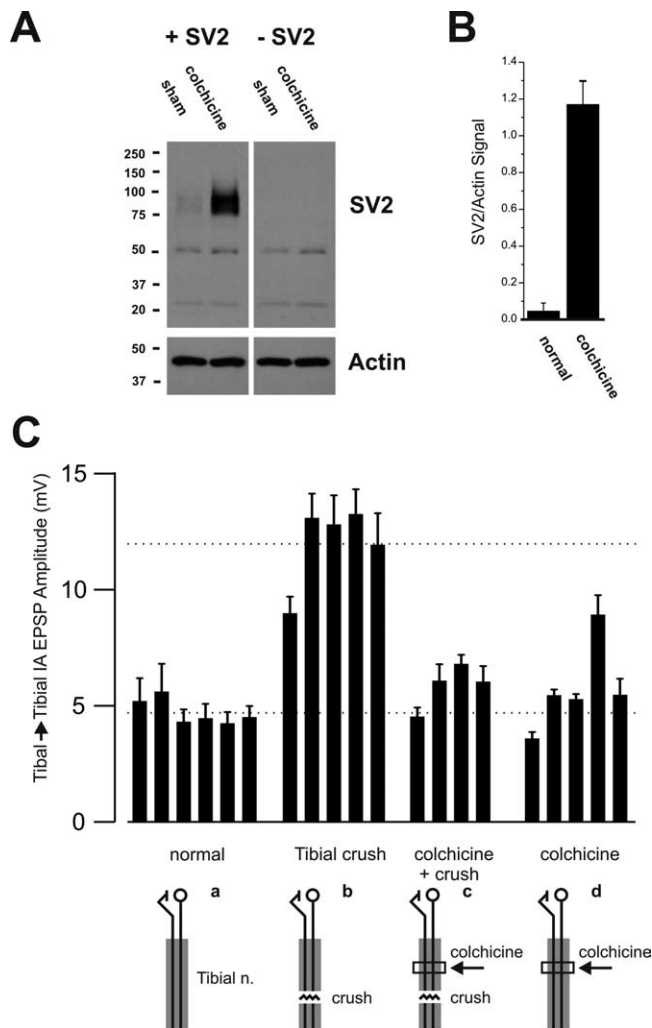 A
+ SV2 - SV2
sham colchicine sham colchicine
250
150
100
75
50
37
20
SV2
50
37
Actin
B
SV2/Actin Signal
1.4
1.2
1.0
0.8
0.6
0.4
0.2
0.0
normal colchicine
C
Tibal Tibial IA EPSP Amplitude (mV)
15
10
5
0
normal Tibial crush colchicine colchicine
+ crush
a b c d
Tibial n.
crush
colchicine
crush
colchicine